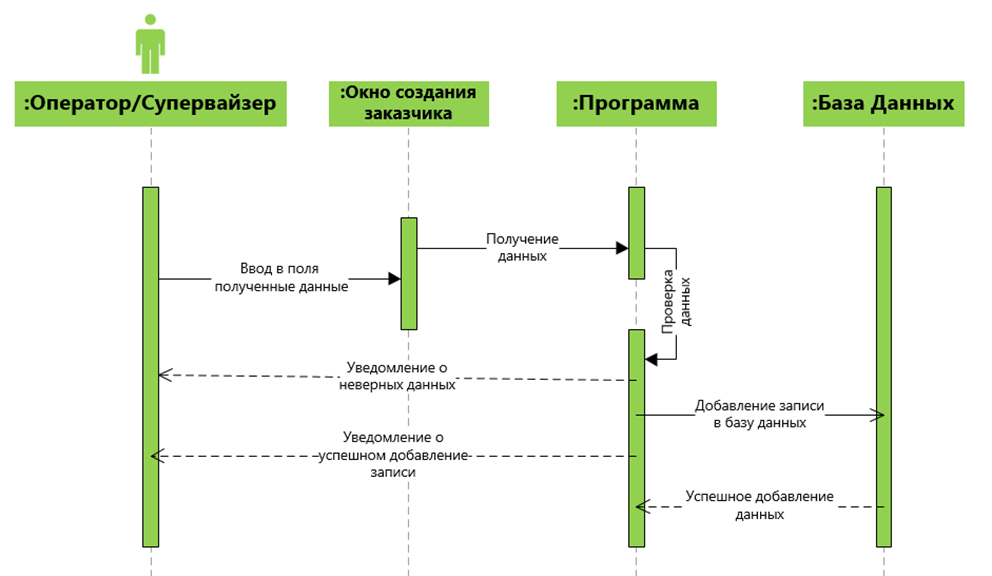 :Оператор/Супервайзер
:Окно создания
заказчика
:Программа
:База Данных
Получение
данных
Ввод в поля
полученные данные
Проверка
данных
Уведомление о
неверных данных
Добавление записи
в базу данных
Уведомление о
успешном добавление
записи
Успешное добавление
данных